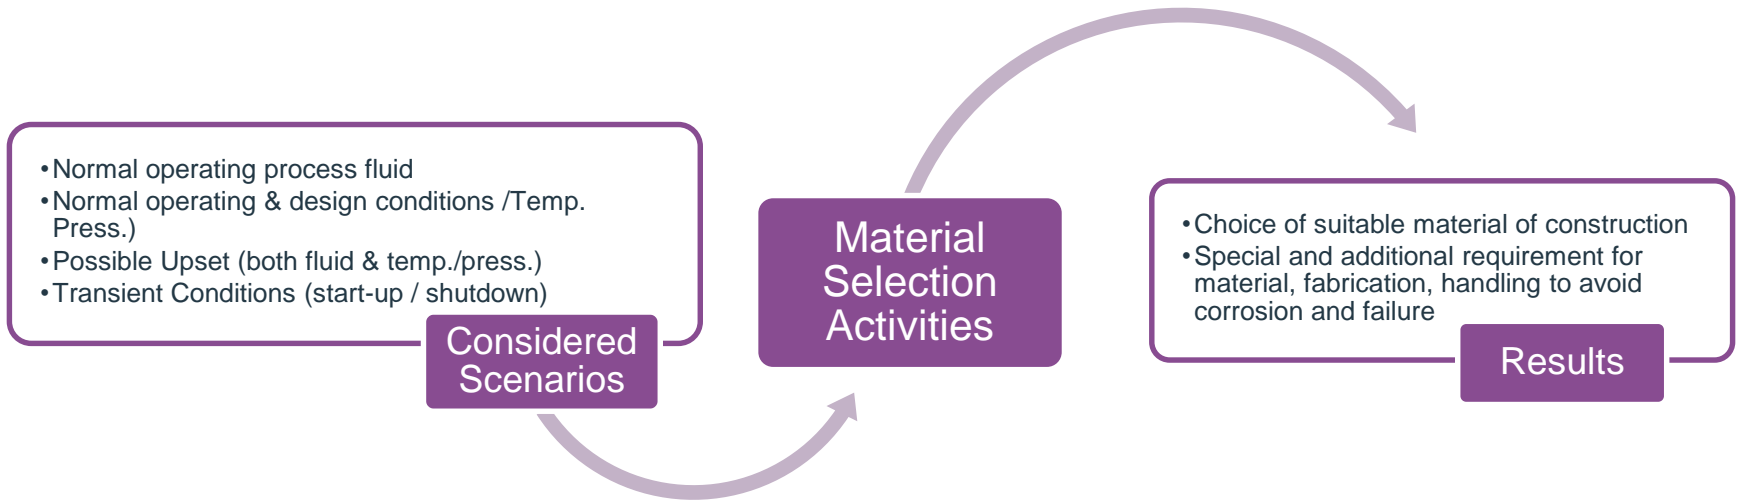 •Normal operating process fluid
•Normal operating & design conditions /Temp.
Press.)
•Possible Upset (both fluid & temp./press.)
•Transient Conditions (start-up / shutdown)
Considered
Scenarios
Material
Selection
Activities
•Choice of suitable material of construction
•Special and additional requirement for
material, fabrication, handling to avoid
corrosion and failure
Results